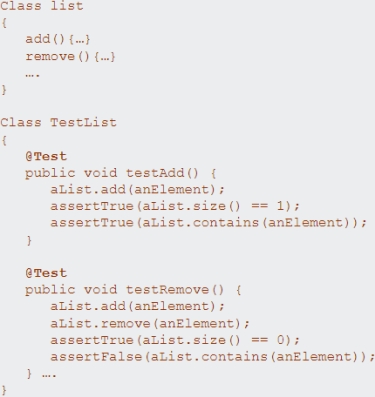 Class list
{
add(){…}
remove(){…}
….
}
Class TestList
{
@Test
public void testAdd() {
aList.add(anElement);
assertTrue(aList.size() == 1);
assertTrue(aList.contains(anElement));
}
@Test
public void testRemove() {
aList.add(anElement);
aList.remove(anElement);
assertTrue(aList.size() == 0);
assertFalse(aList.contains(anElement));
} ….
}